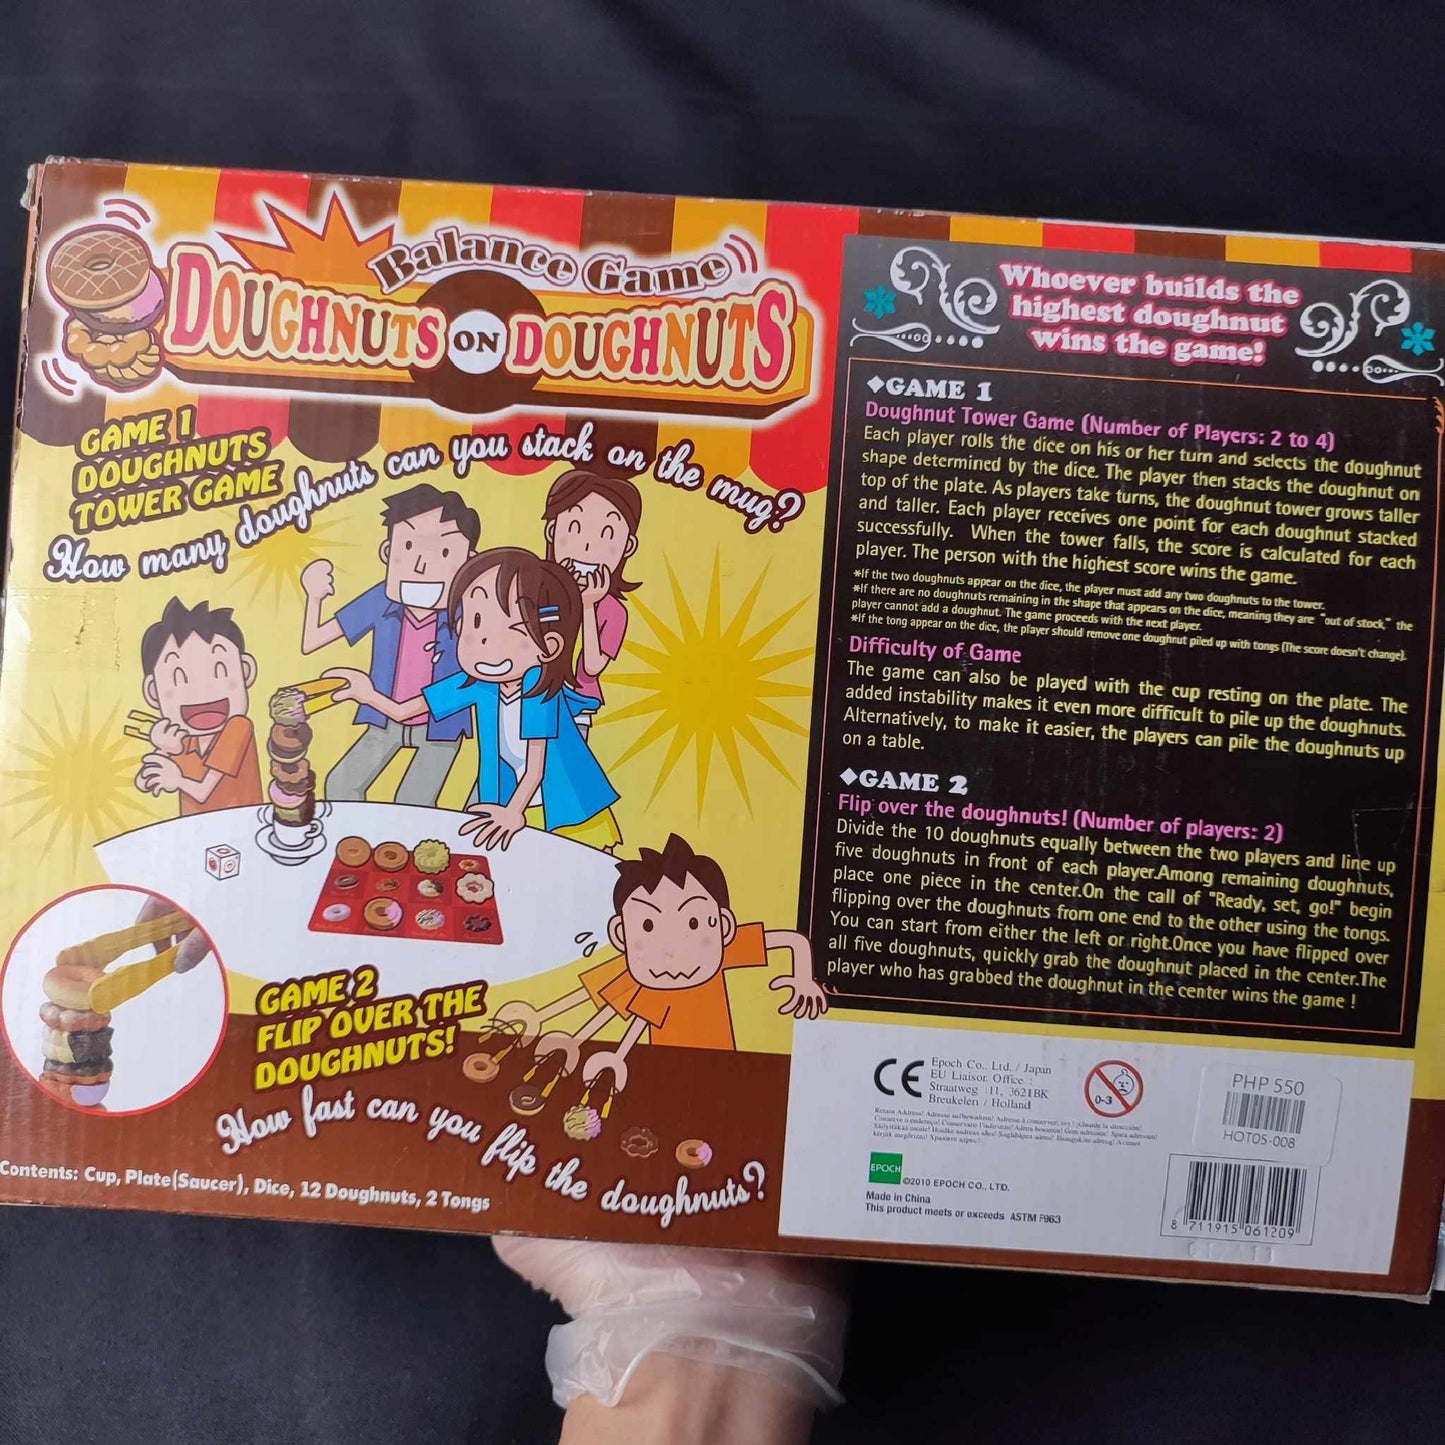 Balance Game
DOUGHNUTS ON DOUGHNUTS
GAME 1
DOUGHNUTS
TOWER GAME
How many doughnuts can you stack on the mug?
GAME 2
FLIP OVER THE
DOUGHNUTS!
How fast can you flip the doughnuts?
Contents: Cup, Plate(Saucer), Dice, 12 Doughnuts, 2 Tongs
Whoever builds the
highest doughnut
wins the game!
◆GAME 1
Doughnut Tower Game (Number of Players: 2 to 4)
Each player rolls the dice on his or her turn and selects the doughnut
shape determined by the dice. The player then stacks the doughnut on
top of the plate. As players take turns, the doughnut tower grows taller
and taller. Each player receives one point for each doughnut stacked
successfully. When the tower falls, the score is calculated for each
player. The person with the highest score wins the game.
*If the two doughnuts appear on the dice, the player must add any two doughnuts to the tower.
*If there are no doughnuts remaining in the shape that appears on the dice, meaning they are "out of stock," the
player cannot add a doughnut. The game proceeds with the next player.
*If the tong appear on the dice, the player should remove one doughnut piled up with tongs (The score doesn't change).
Difficulty of Game
The game can also be played with the cup resting on the plate. The
added instability makes it even more difficult to pile up the doughnuts.
Alternatively, to make it easier, the players can pile the doughnuts up
on a table.
◆GAME 2
Flip over the doughnuts! (Number of players: 2)
Divide the 10 doughnuts equally between the two players and line up
five doughnuts in front of each player.Among remaining doughnuts,
place one piece in the center.On the call of "Ready, set, go!" begin
flipping over the doughnuts from one end to the other using the tongs.
You can start from either the left or right.Once you have flipped over
all five doughnuts, quickly grab the doughnut placed in the center.The
player who has grabbed the doughnut in the center wins the game !
CE
Epoch Co., Ltd. / Japan
EU Liaison Office :
Straatweg 11, 3621BK
Breukelen / Holland
0-3
EPOCH
©2010 EPOCH CO., LTD.
Made in China
This product meets or exceeds ASTM F963
PHP 550
HOT05-008
8 711915 061209